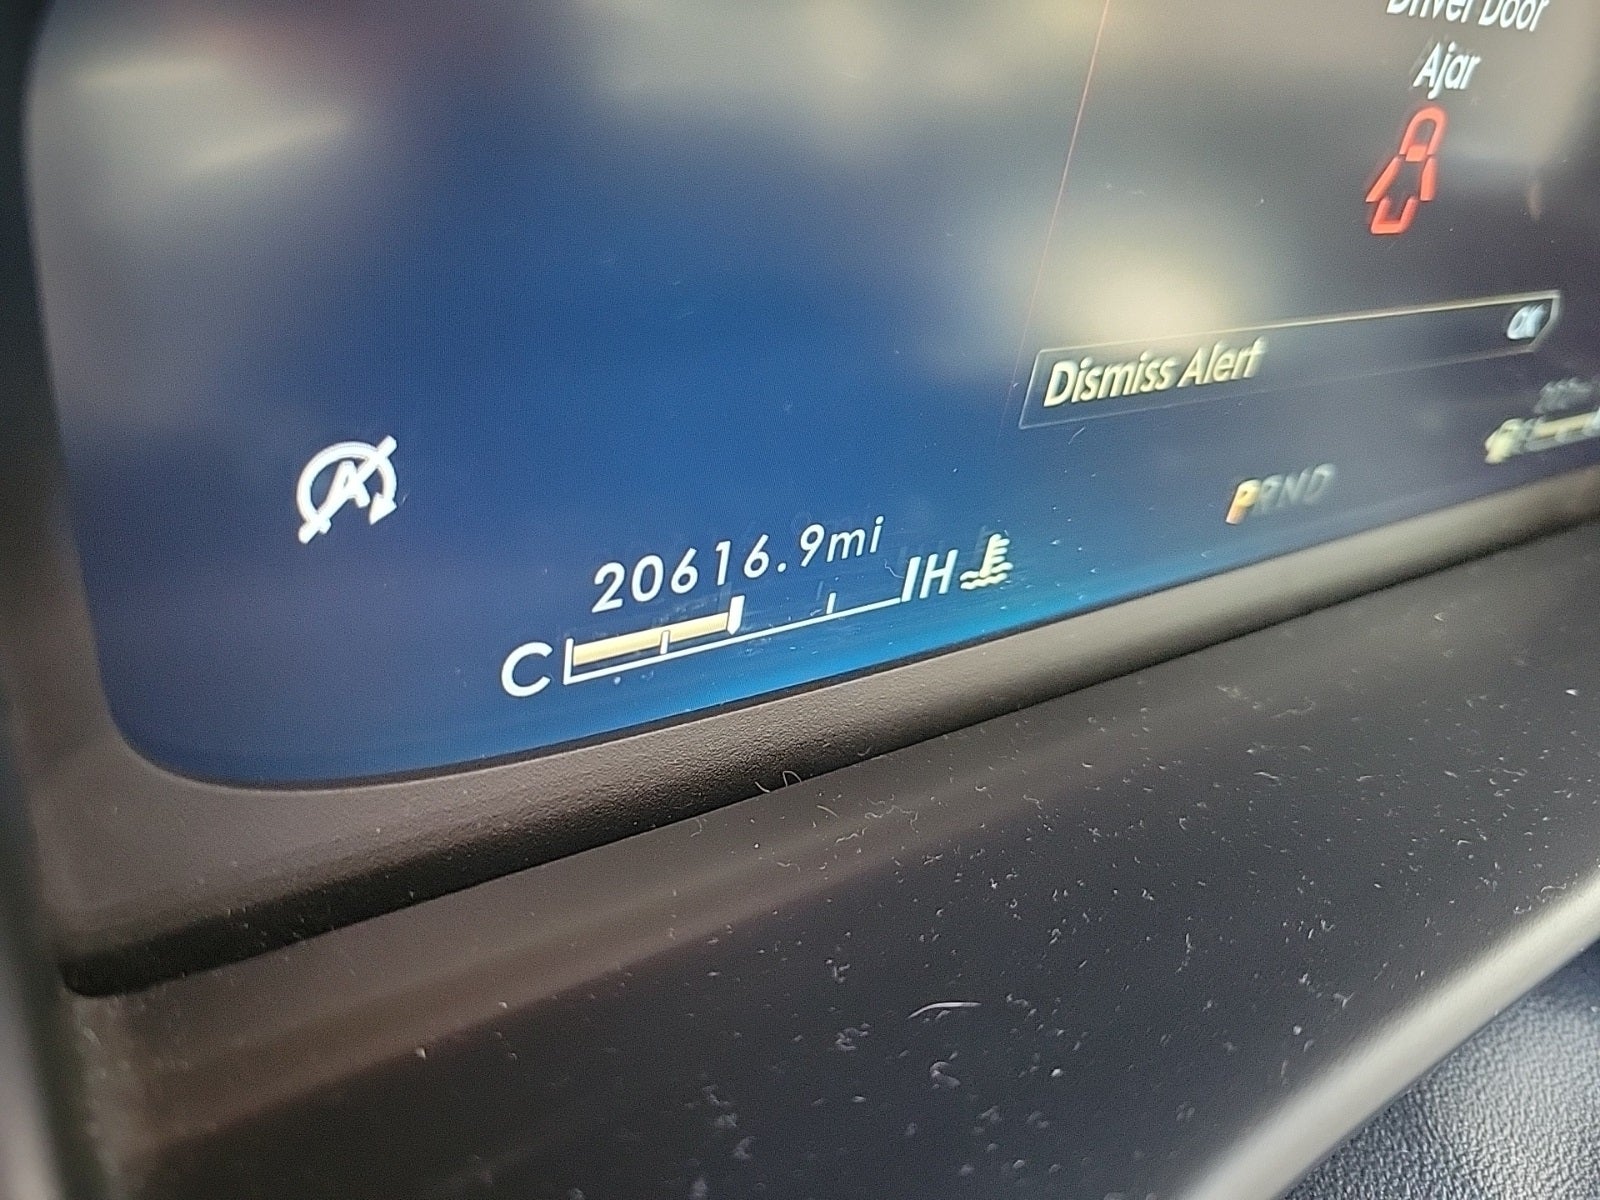 Driver Door
Ajar
OK
Dismiss Alert
PRND
20616.9mi
C H